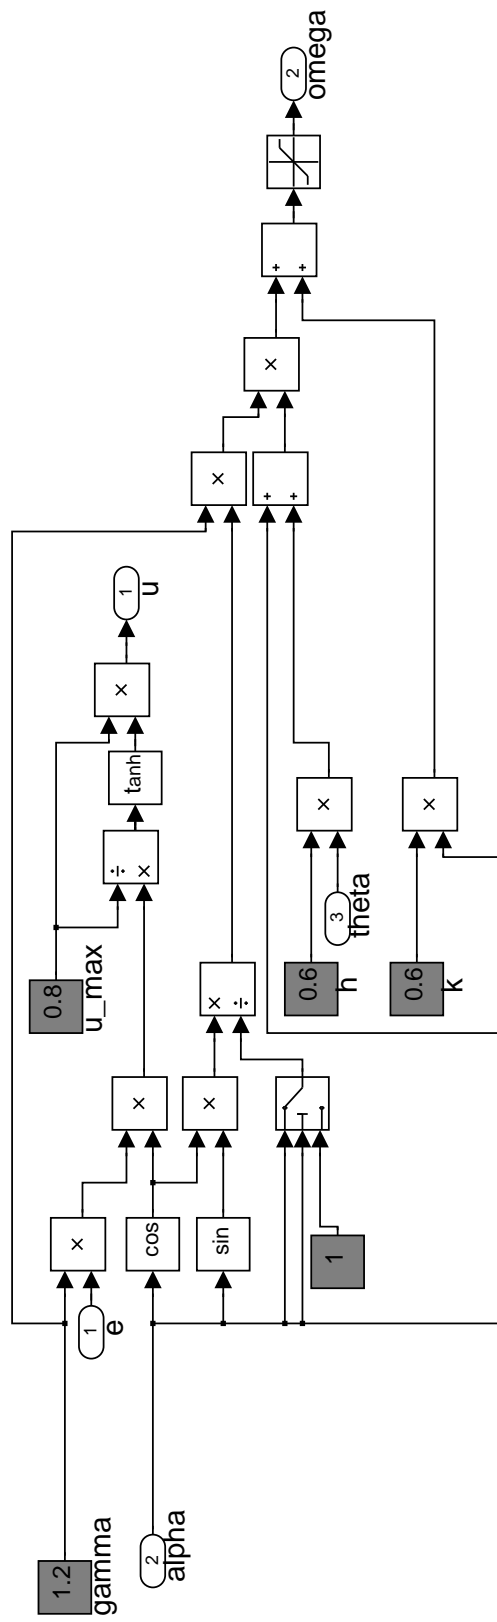 1.2
gamma
2
alpha
1
e
×
cos
sin
1
×
×
0.8
u_max
×
÷
÷
×
tanh
×
1
u
0.6
h
3
theta
0.6
k
×
×
×
+
+
×
+
+
2
omega